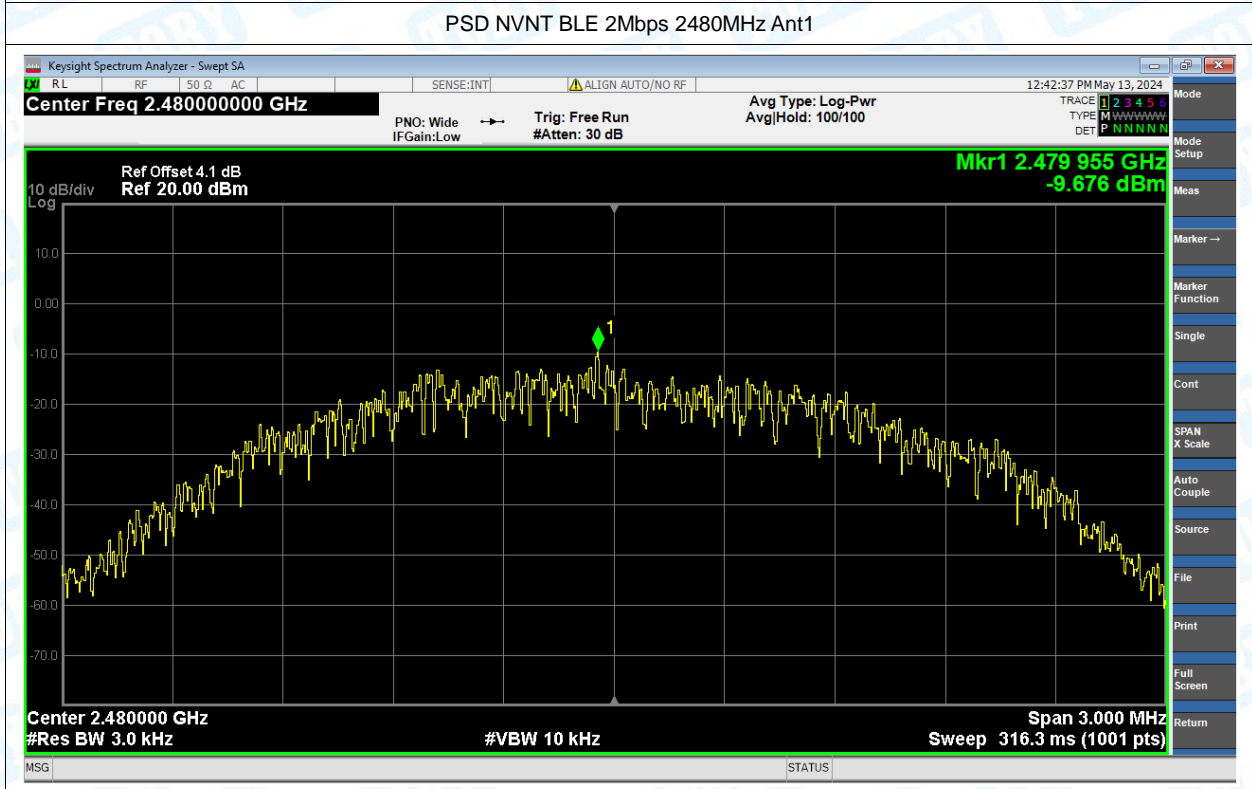 PSD NVNT BLE 2Mbps 2480MHz Ant1
Keysight Spectrum Analyzer - Swept SA
LXI RL RF 50 Ω AC SENSE:INT ALIGN AUTO/NO RF 12:42:37 PM May 13, 2024
Center Freq 2.480000000 GHz
PNO: Wide
IFGain:Low
Trig: Free Run
#Atten: 30 dB
Avg Type: Log-Pwr
Avg|Hold: 100/100
TRACE 1 2 3 4 5 6
TYPE M WWWWW
DET P N N N N N
Ref Offset 4.1 dB
10 dB/div Ref 20.00 dBm
Log
Mkr1 2.479 955 GHz
-9.676 dBm
10.0
0.00
-10.0
-20.0
-30.0
-40.0
-50.0
-60.0
-70.0
1
Center 2.480000 GHz
Span 3.000 MHz
#Res BW 3.0 kHz
#VBW 10 kHz
Sweep 316.3 ms (1001 pts)
MSG
STATUS
Mode
Mode
Setup
Meas
Marker→
Marker
Function
Single
Cont
SPAN
X Scale
Auto
Couple
Source
File
Print
Full
Screen
Return